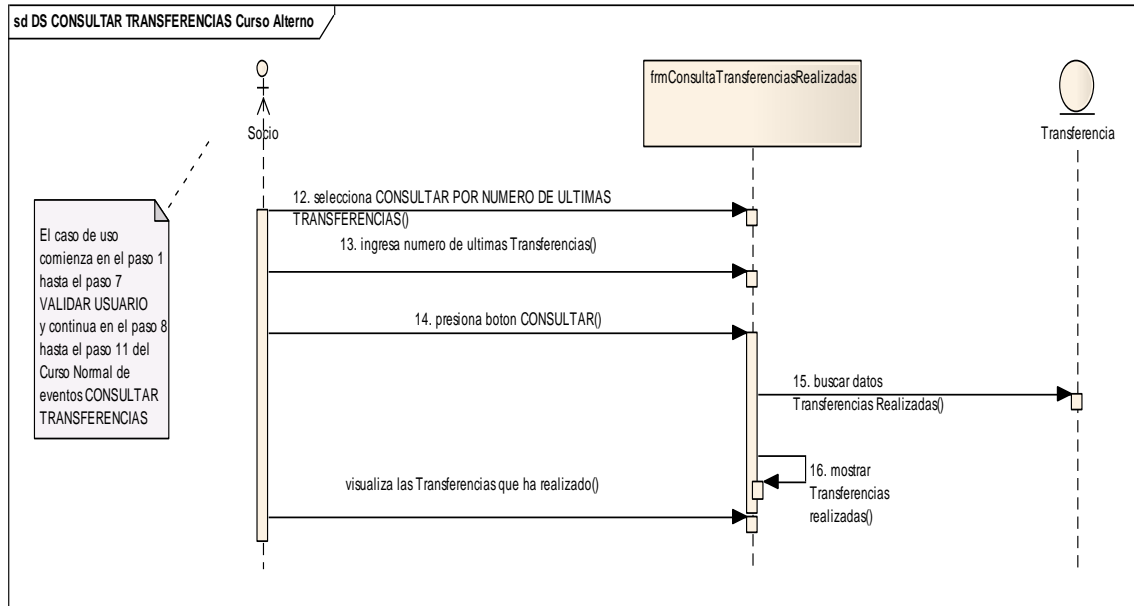 sd DS CONSULTAR TRANSFERENCIAS Curso Alterno
frmConsultaTransferenciasRealizadas
Socio
Transferencia
El caso de uso
comienza en el paso 1
hasta el paso 7
VALIDAR USUARIO
y continua en el paso 8
hasta el paso 11 del
Curso Normal de
eventos CONSULTAR
TRANSFERENCIAS
12. selecciona CONSULTAR POR NUMERO DE ULTIMAS
TRANSFERENCIAS()
13. ingresa numero de ultimas Transferencias()
14. presiona boton CONSULTAR()
15. buscar datos
Transferencias Realizadas()
16. mostrar
Transferencias
realizadas()
visualiza las Transferencias que ha realizado()